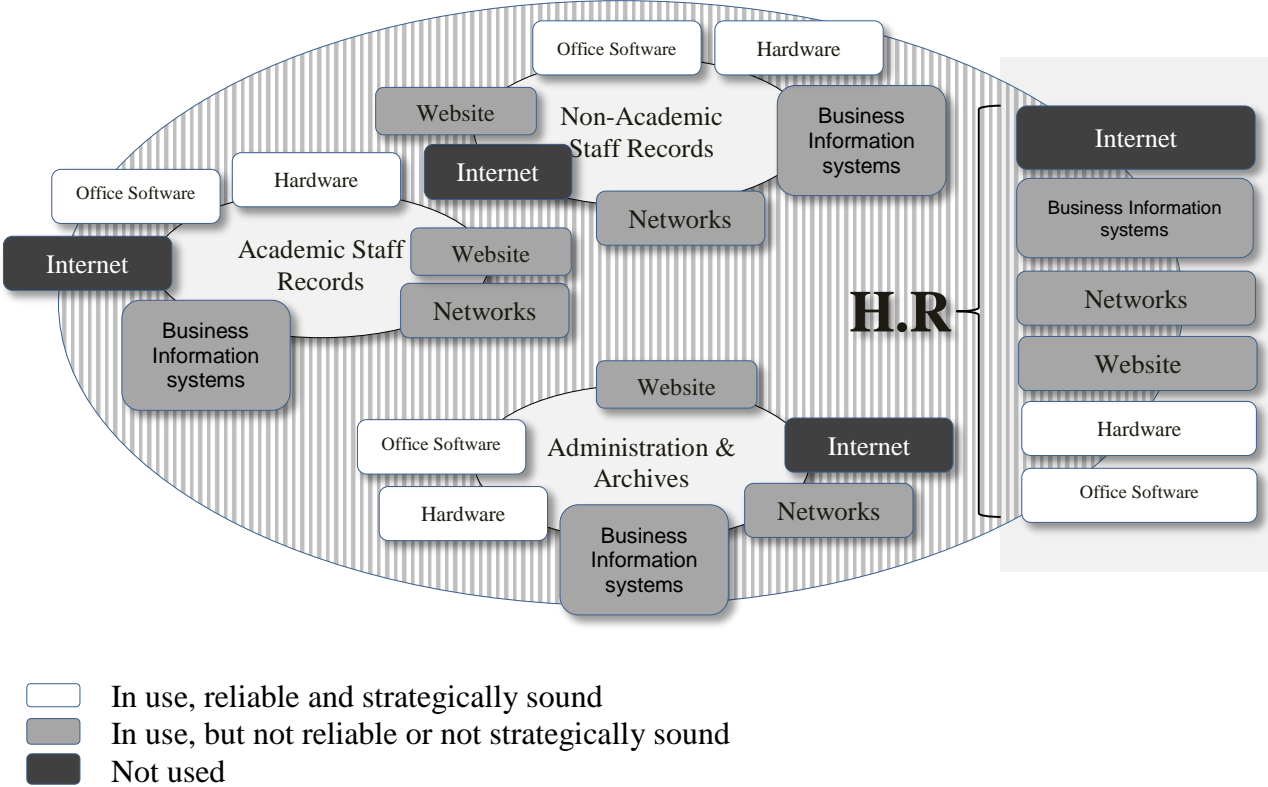 Office Software
Hardware
Website
Non-Academic
Staff Records
Business
Information
systems
Internet
Networks
Office Software
Hardware
Internet
Academic Staff
Records
Website
Networks
Business
Information
systems
Website
Office Software
Administration &
Archives
Internet
Hardware
Networks
Business
Information
systems
H.R
Internet
Business Information
systems
Networks
Website
Hardware
Office Software
In use, reliable and strategically sound
In use, but not reliable or not strategically sound
Not used